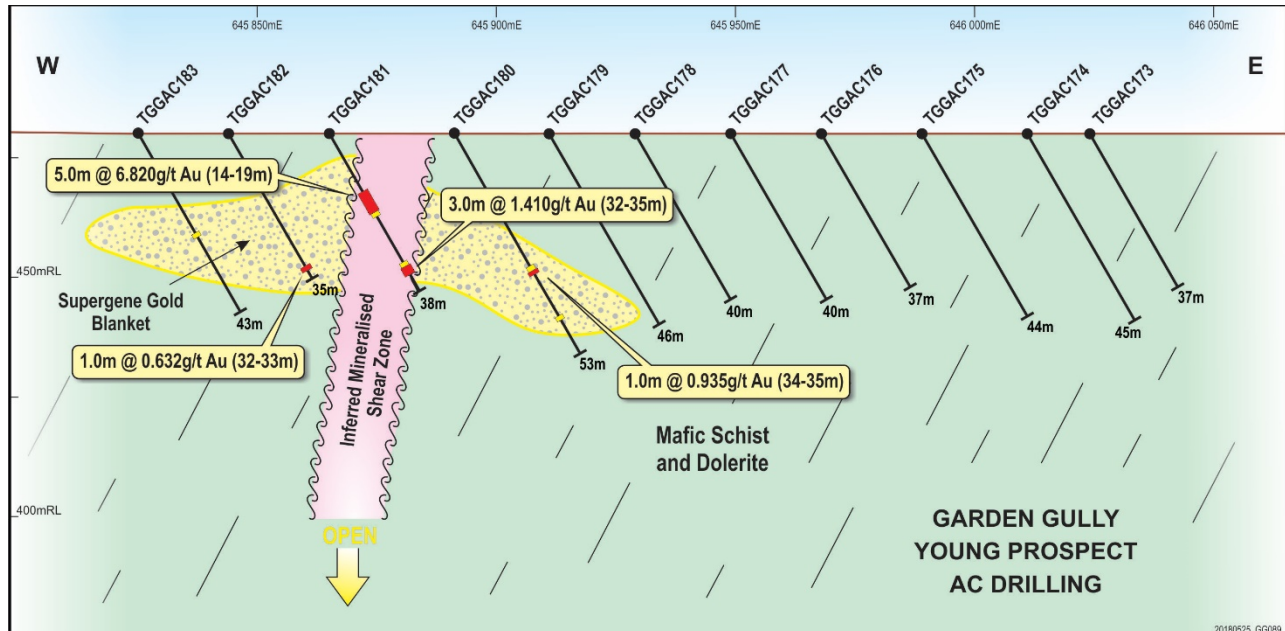 645 850mE
645 900mE
645 950mE
646 000mE
646 050mE
W
E
TGGAC183
TGGAC182
TGGAC181
TGGAC180
TGGAC179
TGGAC178
TGGAC177
TGGAC176
TGGAC175
TGGAC174
TGGAC173
5.0m @ 6.820g/t Au (14-19m)
3.0m @ 1.410g/t Au (32-35m)
450mRL
Supergene Gold
Blanket
43m
35m
38m
53m
46m
40m
40m
37m
44m
45m
37m
1.0m @ 0.632g/t Au (32-33m)
1.0m @ 0.935g/t Au (34-35m)
Inferred Mineralised
Shear Zone
Mafic Schist
and Dolerite
400mRL
OPEN
GARDEN GULLY
YOUNG PROSPECT
AC DRILLING
20180525_GG089